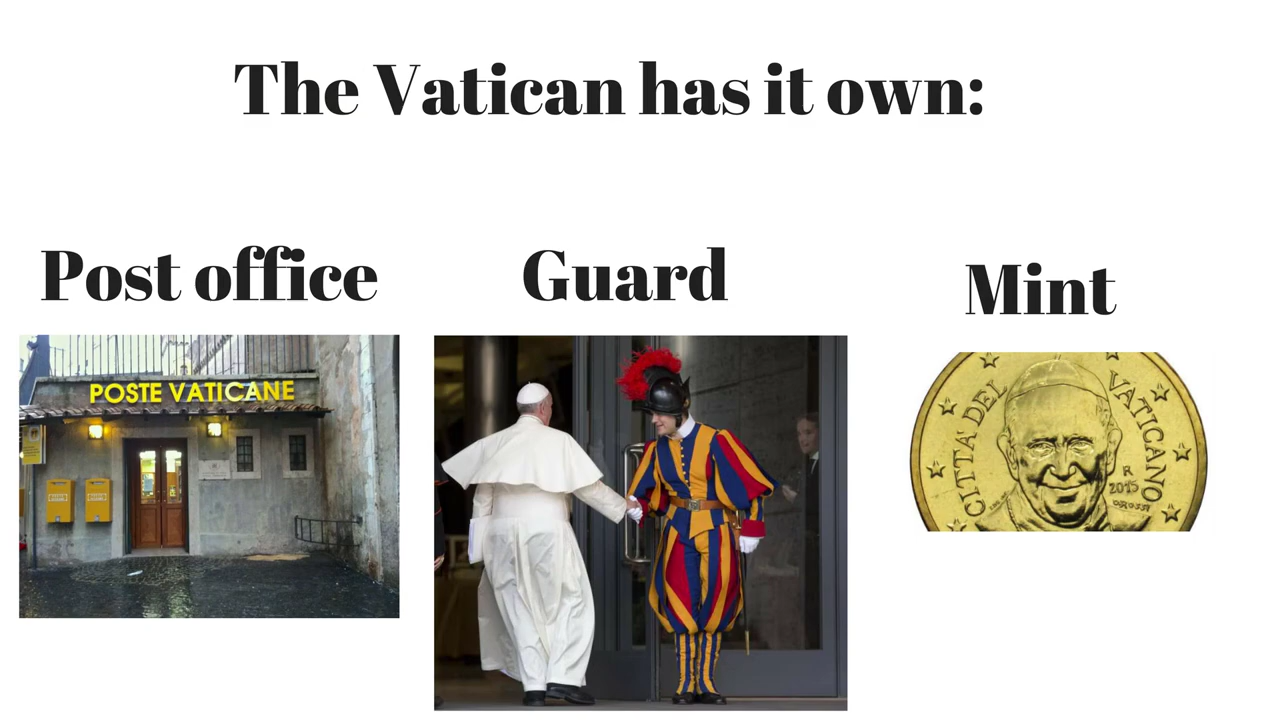 The Vatican has it own:
Post office
Guard
Mint
POSTE VATICANE
CITTA' DEL VATICANO
R
2015